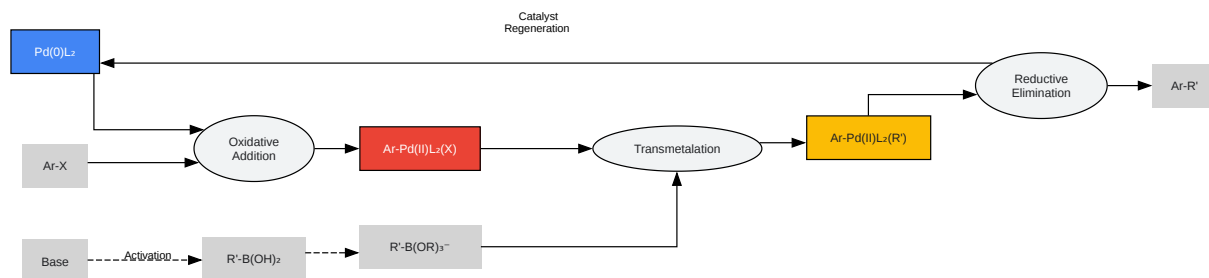 Catalyst
Regeneration
Pd(0)L₂
Reductive
Elimination
Ar-R'
Oxidative
Addition
Ar-Pd(II)L₂(X)
Transmetalation
Ar-Pd(II)L₂(R')
Ar-X
Base
Activation
R'-B(OH)₂
R'-B(OR)₃⁻